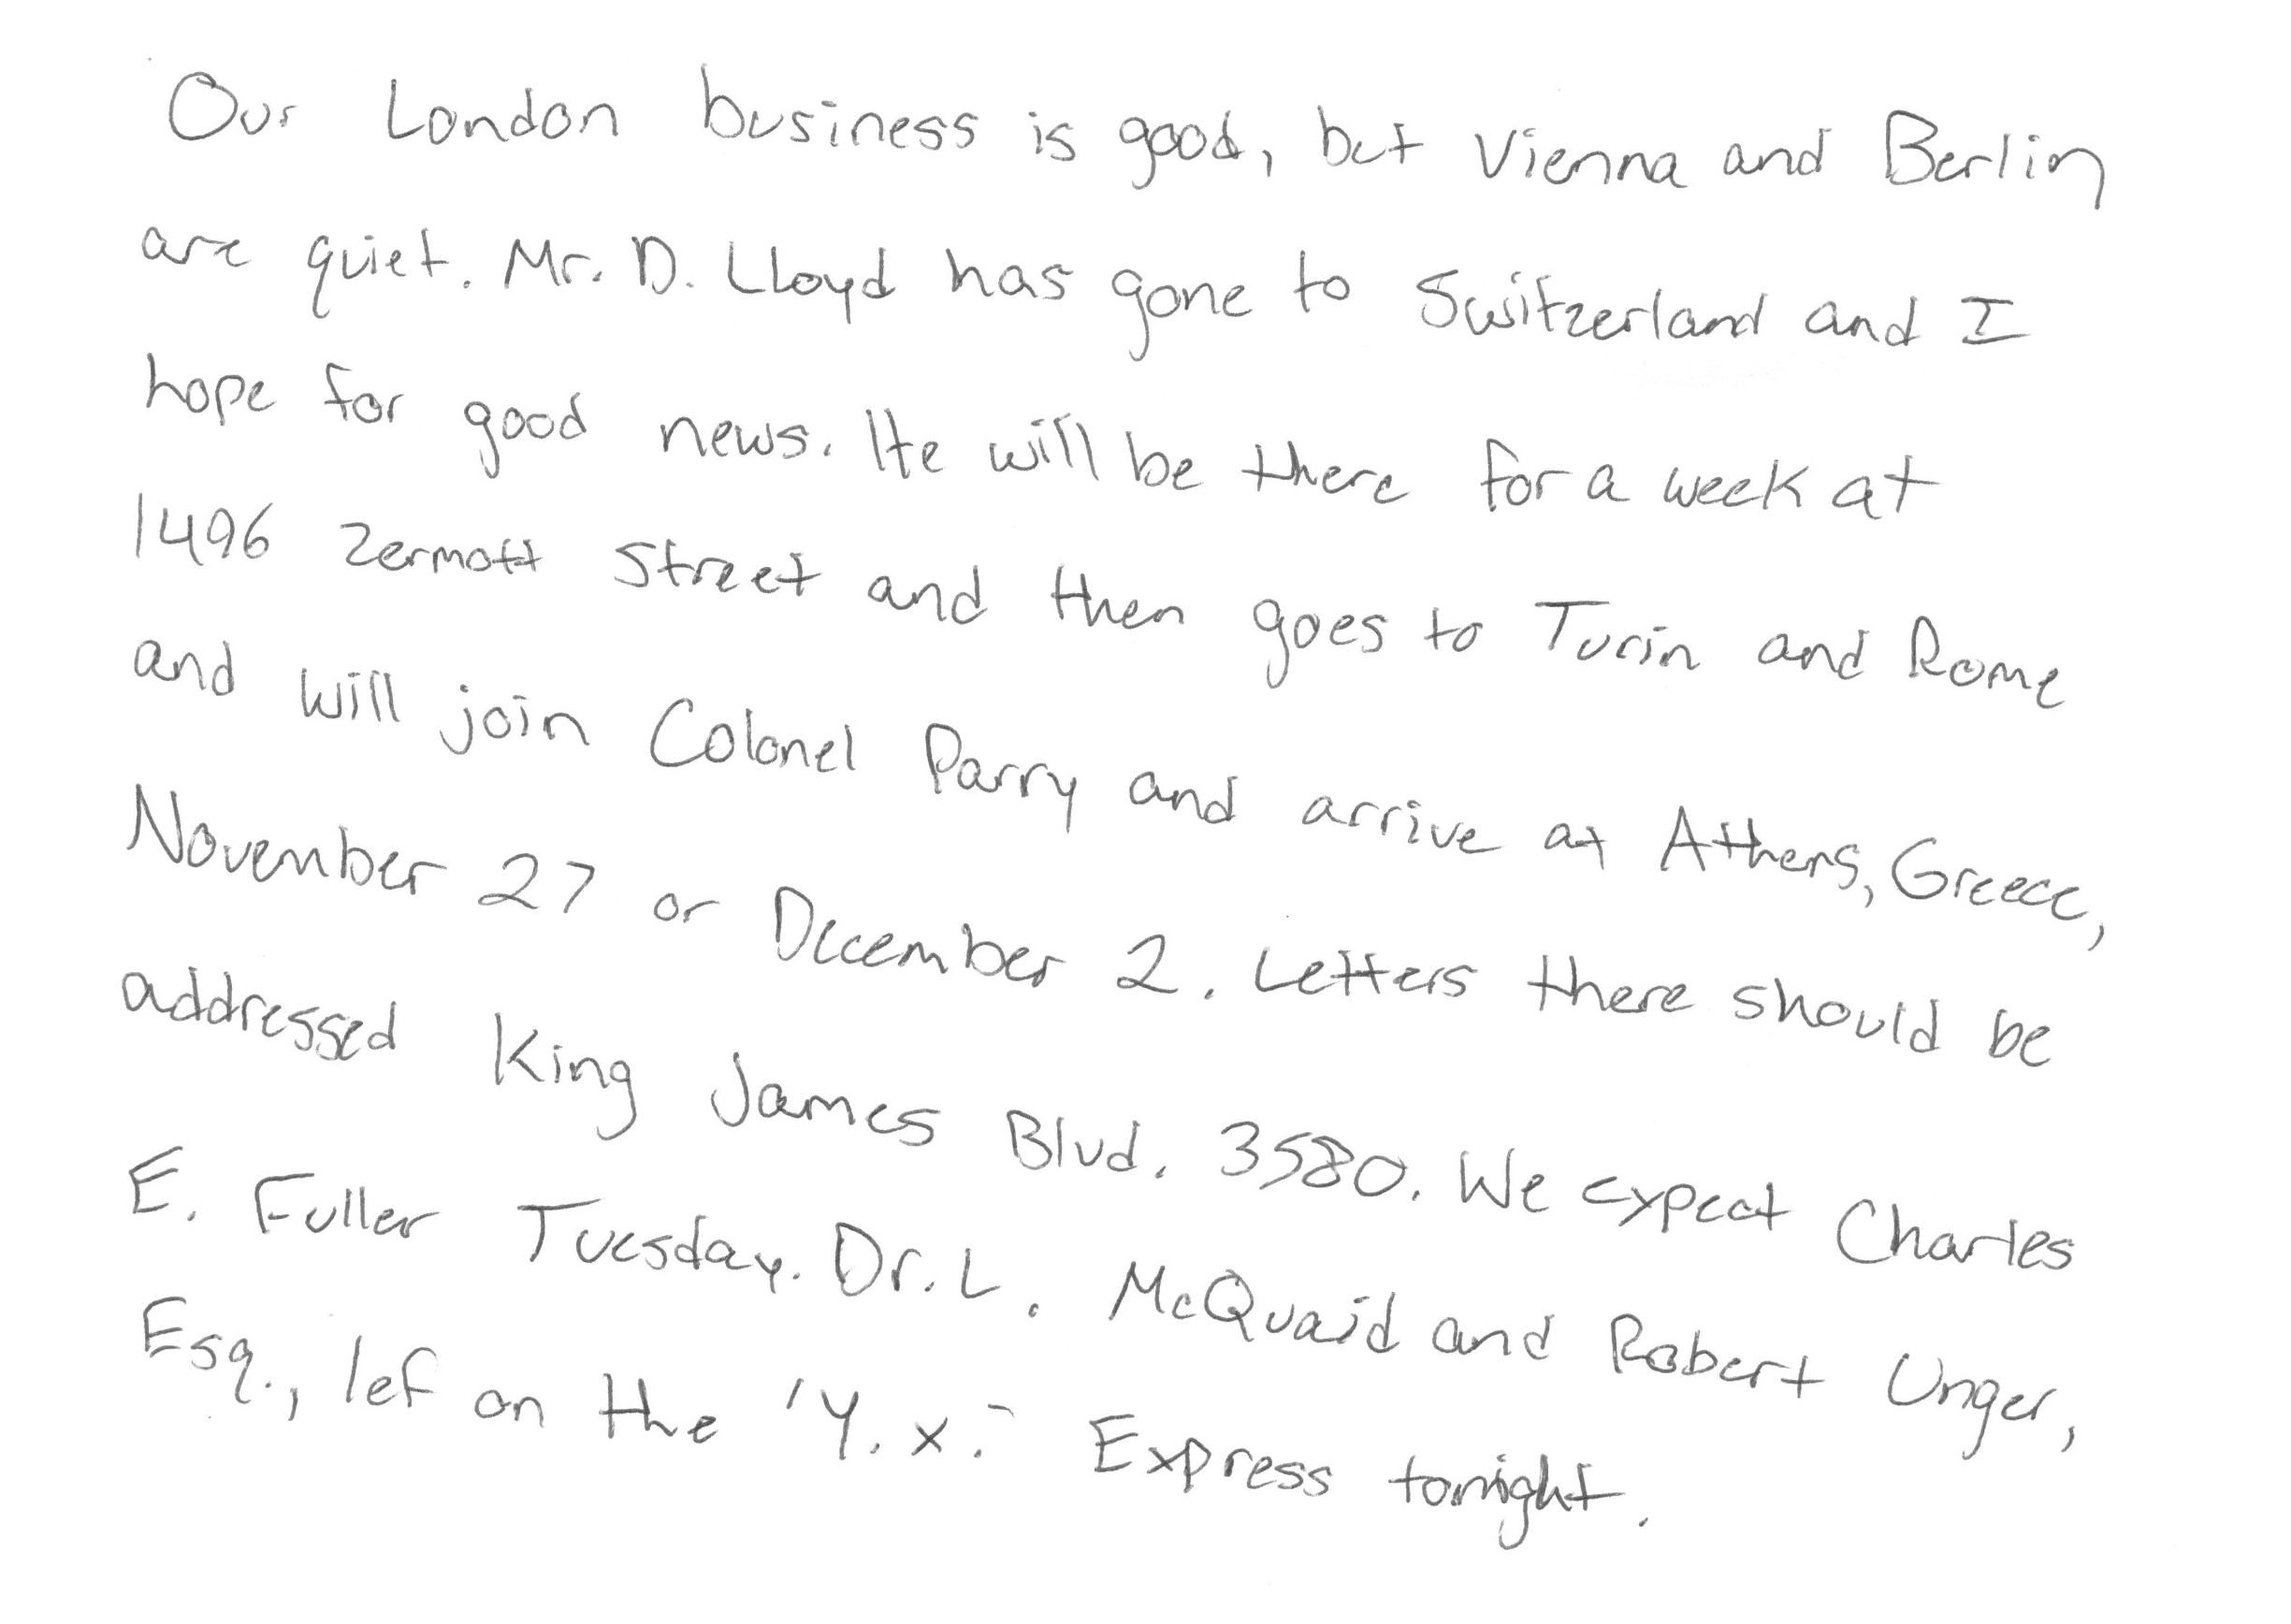 Our London business is good, but Vienna and Berlin
are quiet. Mr. D. Lloyd has gone to Switzerland and I
hope for good news. He will be there for a week at
1496 Zermott Street and then goes to Turin and Rome
and will join Colonel Parry and arrive at Athens, Greece,
November 27 or December 2. Letters there should be
addressed King James Blvd. 3580. We expect Charles
E. Fuller Tuesday. Dr. L. McQuaid and Robert Unger,
Esq., lef on the 'Y. X.' Express tonight.